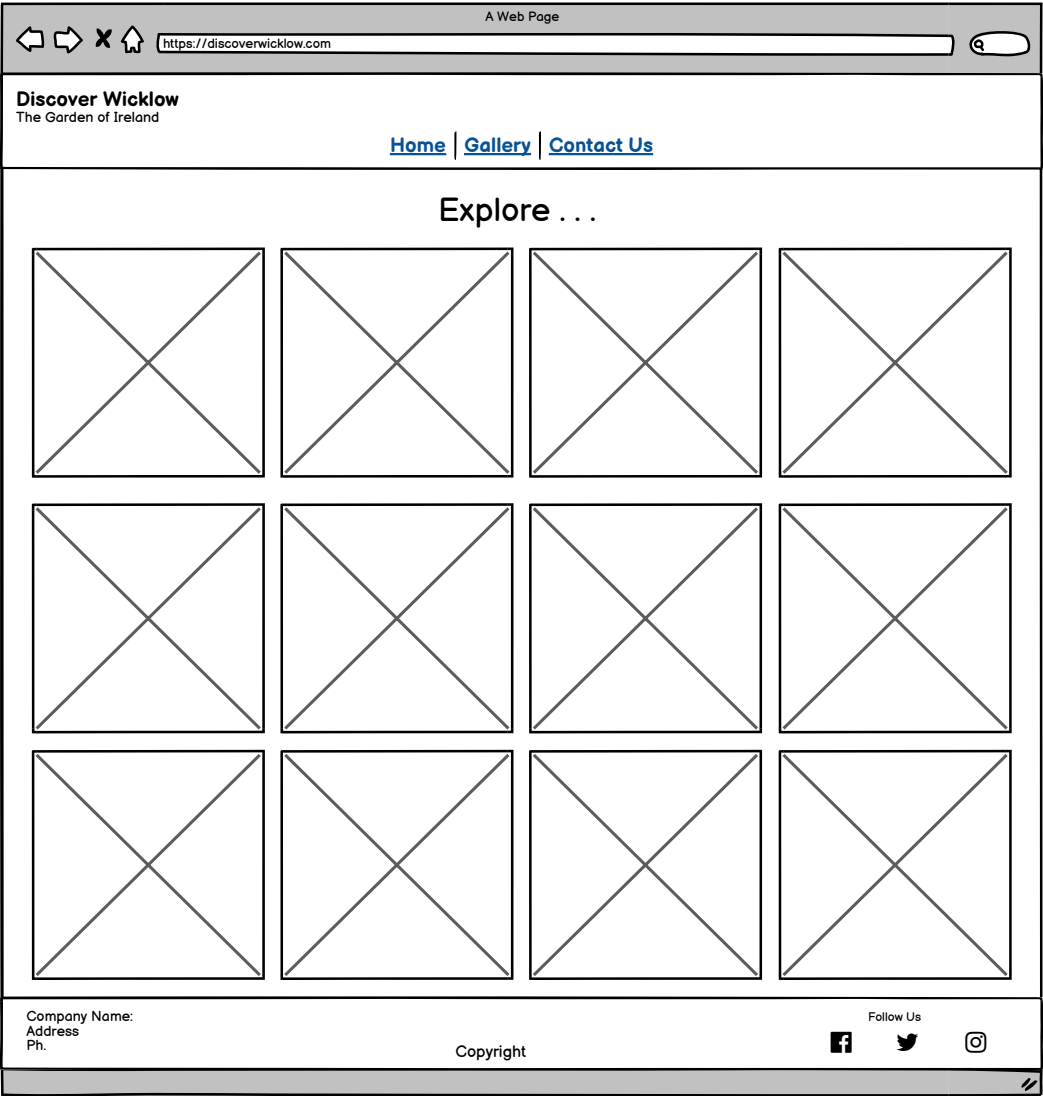 A Web Page
https://discoverwicklow.com
Discover Wicklow
The Garden of Ireland
Home | Gallery | Contact Us
Explore . . .
Company Name:
Address
Ph.
Copyright
Follow Us